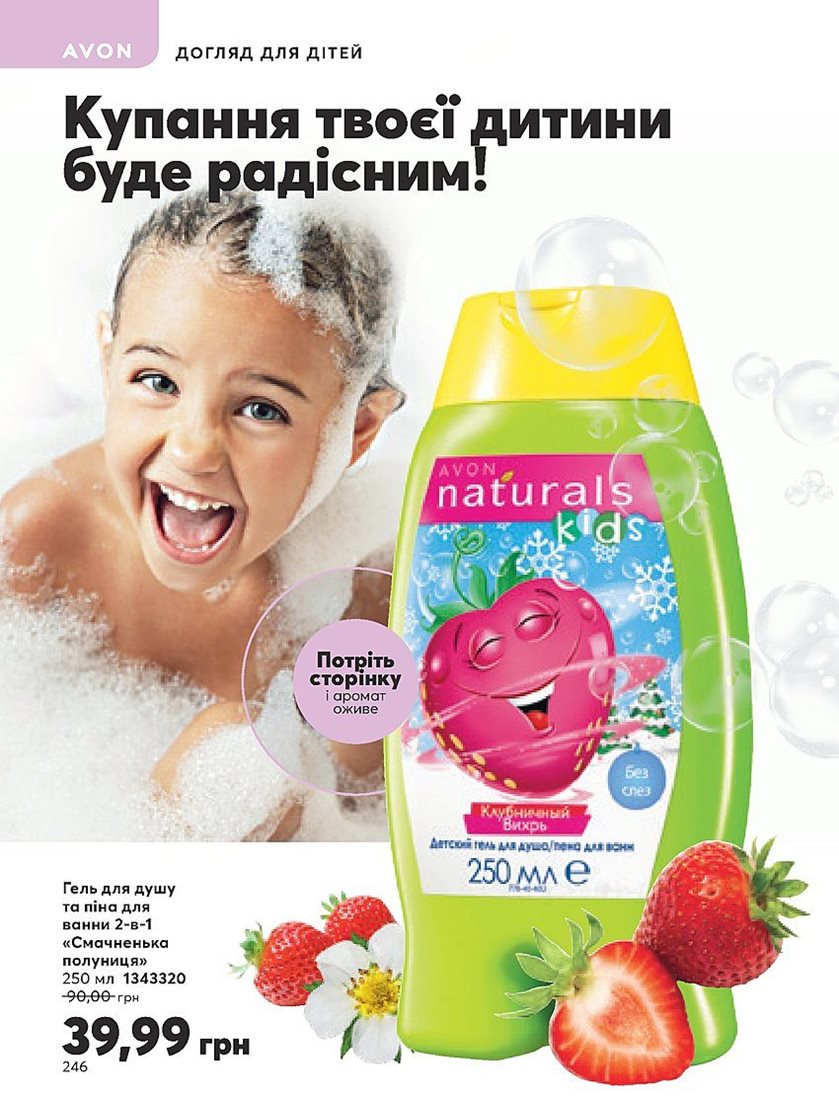 AVON
ДОГЛЯД ДЛЯ ДІТЕЙ
Купання твоєї дитини
буде радісним!
AVON
naturals
kids
Потріть
сторінку
і аромат
оживе
Без
слез
Клубничный
Вихрь
Детский гель для душа/пена для ванн
250 мл e
Гель для душу
та піна для
ванни 2-в-1
«Смачненька
полуниця»
250 мл 1343320
90,00 грн
39,99 грн
246